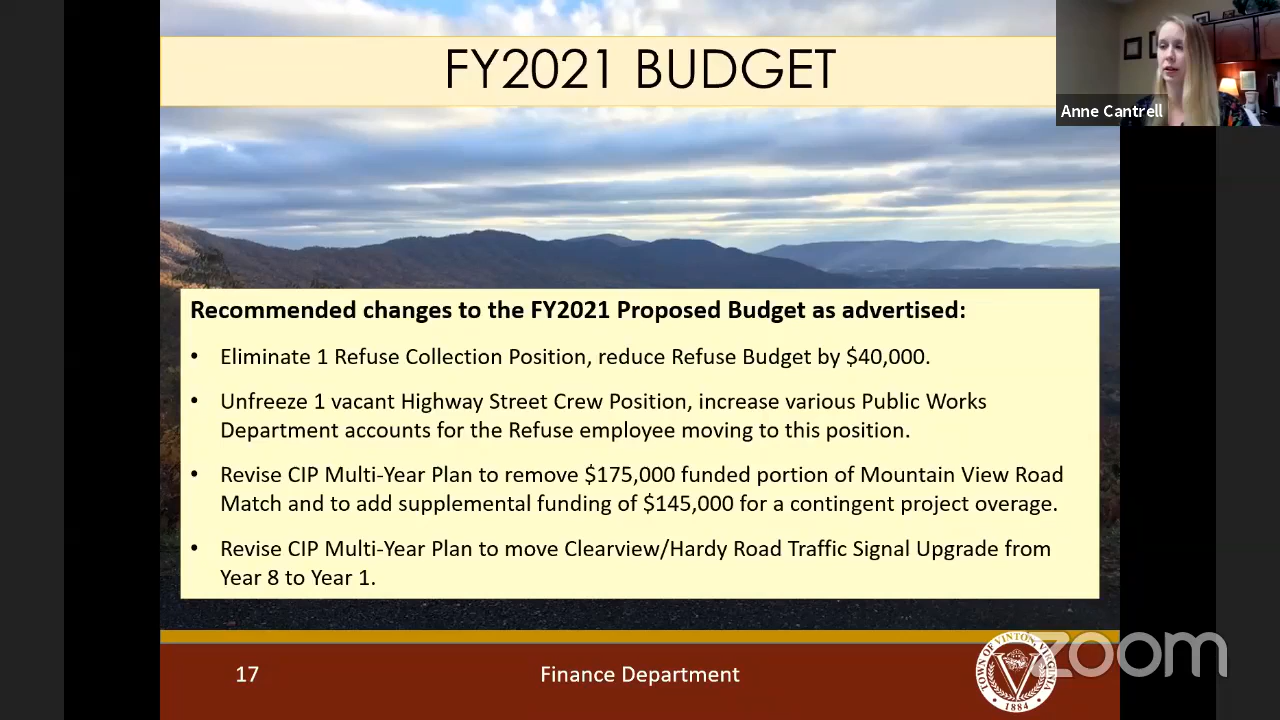 FY2021 BUDGET
Anne Cantrell
Recommended changes to the FY2021 Proposed Budget as advertised:
• Eliminate 1 Refuse Collection Position, reduce Refuse Budget by $40,000.
• Unfreeze 1 vacant Highway Street Crew Position, increase various Public Works
Department accounts for the Refuse employee moving to this position.
• Revise CIP Multi-Year Plan to remove $175,000 funded portion of Mountain View Road
Match and to add supplemental funding of $145,000 for a contingent project overage.
• Revise CIP Multi-Year Plan to move Clearview/Hardy Road Traffic Signal Upgrade from
Year 8 to Year 1.
17
Finance Department
TOWN OF VINTON, VIRGINIA
V
1884
zoom